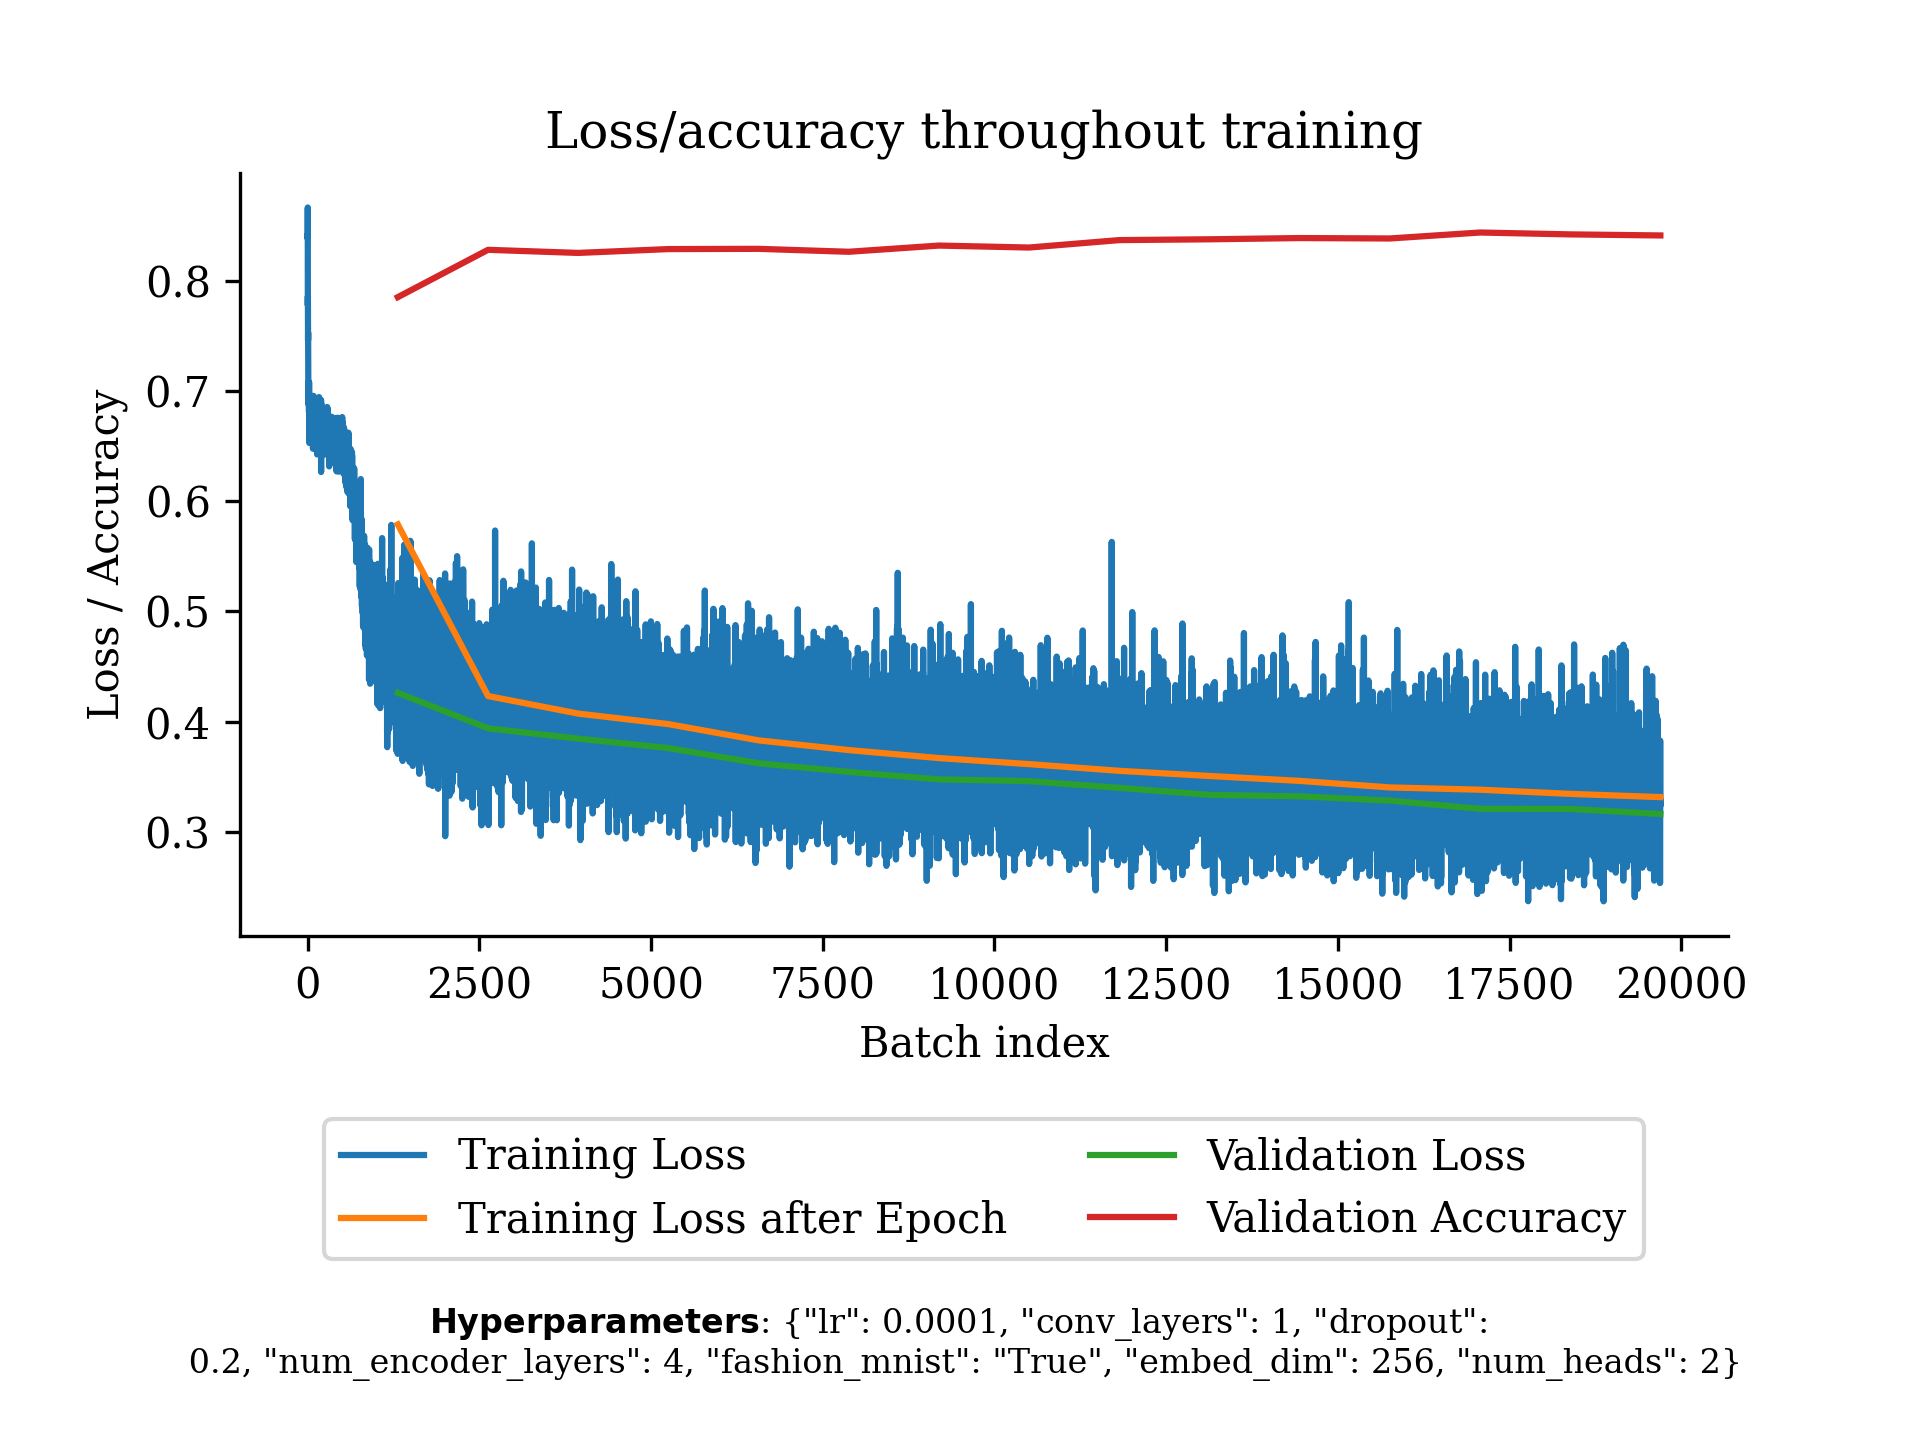 Loss/accuracy throughout training
Loss / Accuracy
0.8
0.7
0.6
0.5
0.4
0.3
0 2500 5000 7500 10000 12500 15000 17500 20000
Batch index
Training Loss
Training Loss after Epoch
Validation Loss
Validation Accuracy
Hyperparameters: {"lr": 0.0001, "conv_layers": 1, "dropout":
0.2, "num_encoder_layers": 4, "fashion_mnist": "True", "embed_dim": 256, "num_heads": 2}